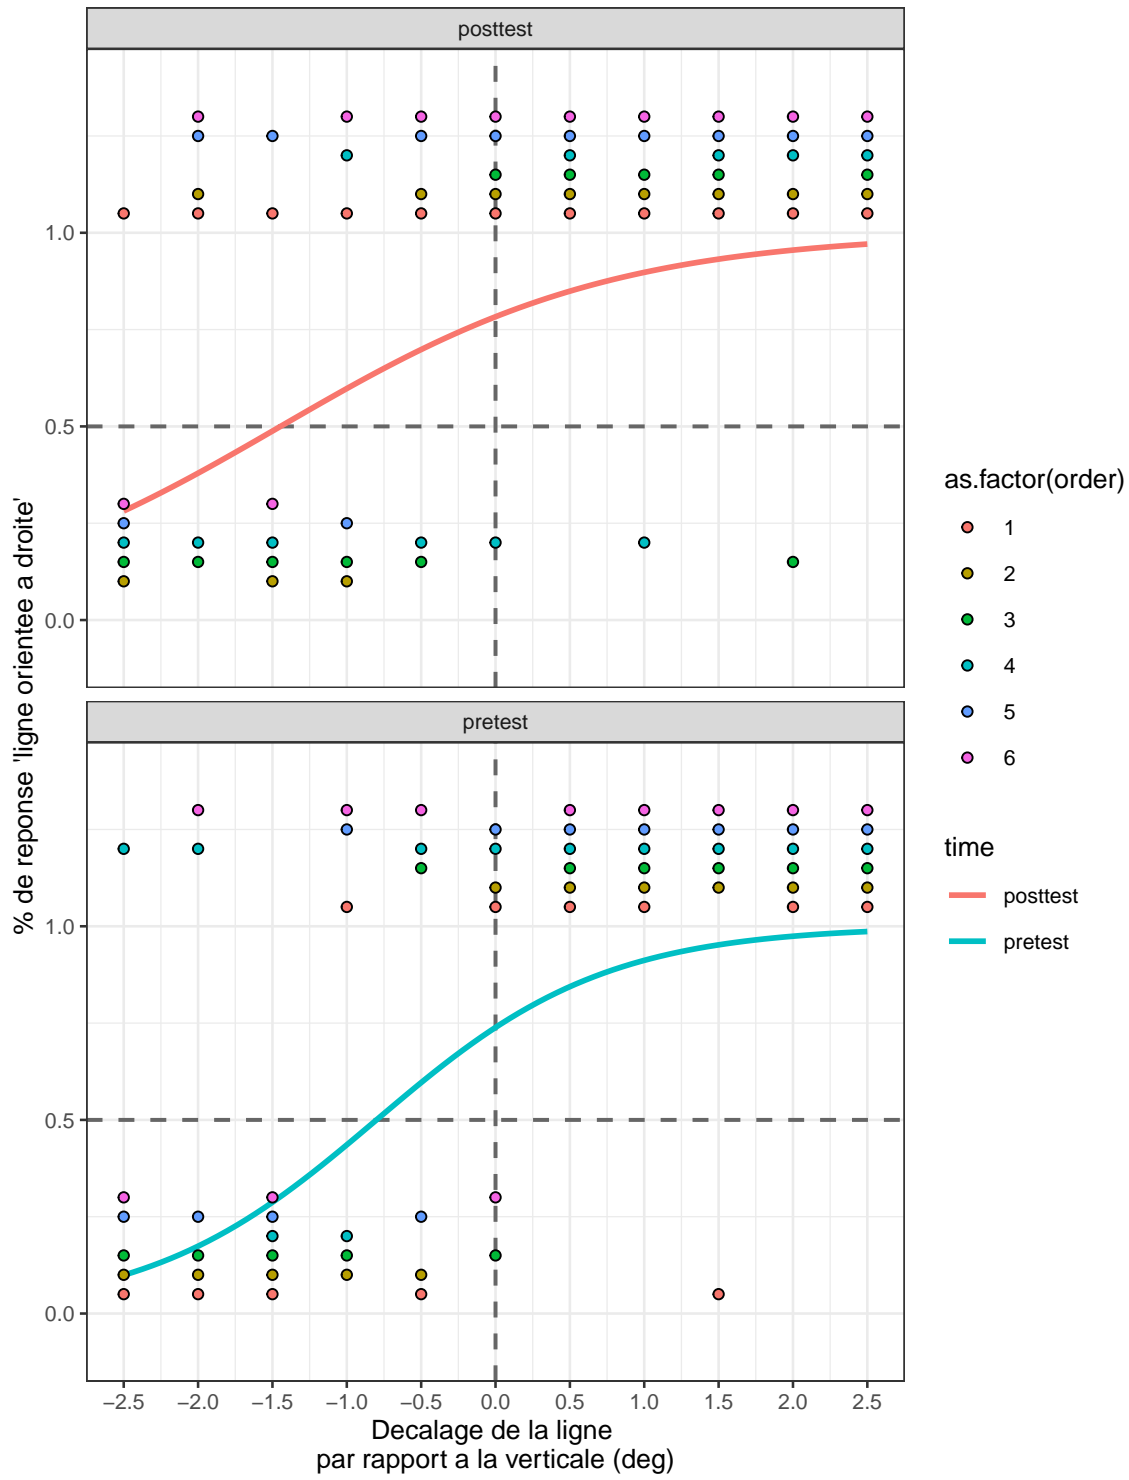 posttest
1.0
0.5
0.0
pretest
1.0
0.5
0.0
−2.5 −2.0 −1.5 −1.0 −0.5 0.0 0.5 1.0 1.5 2.0 2.5
Decalage de la ligne
par rapport a la verticale (deg)
% de reponse 'ligne orientee a droite'
as.factor(order)
1
2
3
4
5
6
time
posttest
pretest